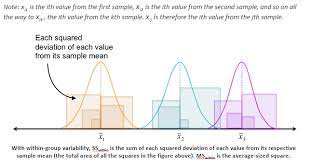 Note: xᵢ₁ is the ith value from the first sample, xᵢ₂ is the ith value from the second sample, and so on all
the way to xᵢₖ, the ith value from the kth sample. xᵢⱼ is therefore the ith value from the jth sample.
Each squared
deviation of each value
from its sample mean
x̄₁ x̄₂ x̄₃
With within-group variability, SSwithin is the sum of each squared deviation of each value from its respective
sample mean (the total area of all the squares in the figure above). MSwithin is the average-sized square.